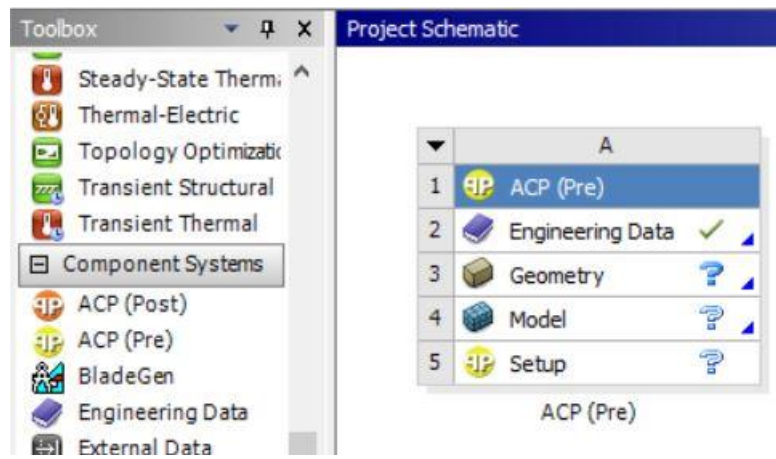 Toolbox
Steady-State Therma
Thermal-Electric
Topology Optimizatic
Transient Structural
Transient Thermal
Component Systems
ACP (Post)
ACP (Pre)
BladeGen
Engineering Data
External Data
Project Schematic
A
1 ACP (Pre)
2 Engineering Data
3 Geometry
4 Model
5 Setup
ACP (Pre)